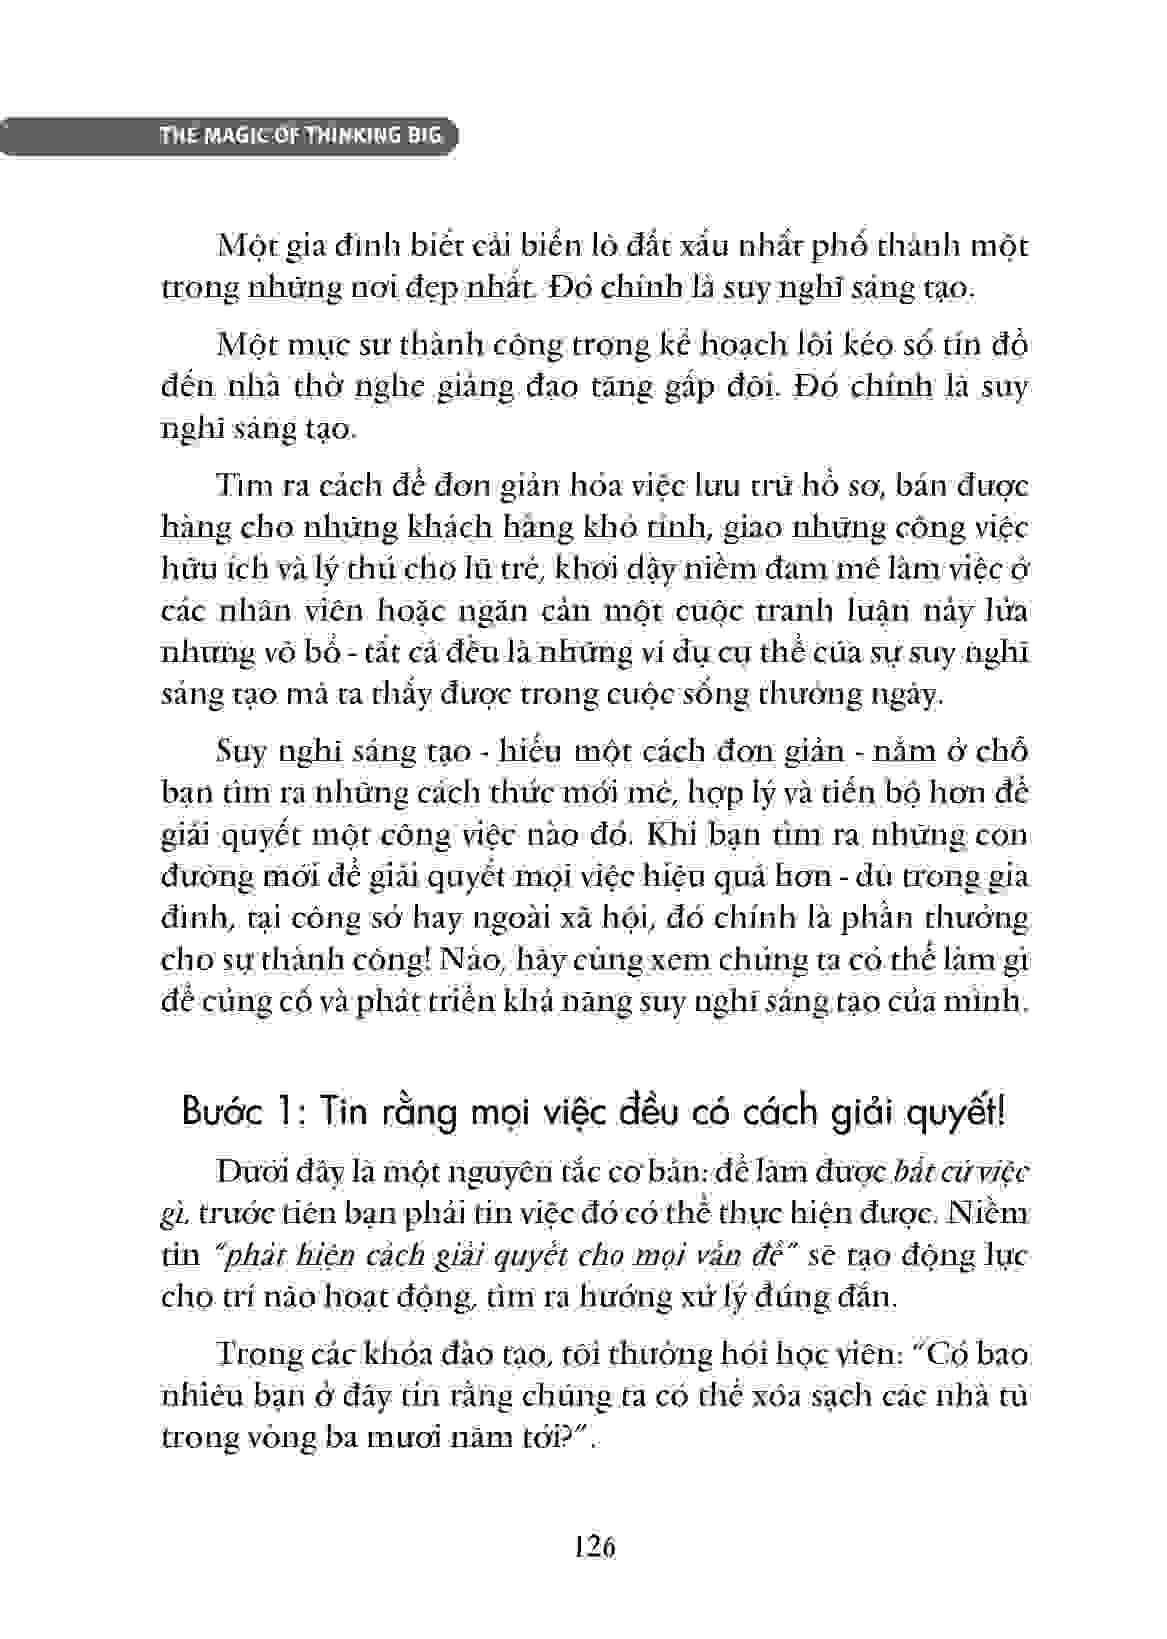 THE MAGIC OF THINKING BIG
Một gia đình biết cải biến lô đất xấu nhất phố thành một
trong những nơi đẹp nhất. Đó chính là suy nghĩ sáng tạo.
Một mục sư thành công trong kế hoạch lôi kéo số tín đồ
đến nhà thờ nghe giảng đạo tăng gấp đôi. Đó chính là suy
nghĩ sáng tạo.
Tìm ra cách để đơn giản hóa việc lưu trữ hồ sơ, bán được
hàng cho những khách hàng khó tính, giao những công việc
hữu ích và lý thú cho lũ trẻ, khơi dậy niềm đam mê làm việc ở
các nhân viên hoặc ngăn cản một cuộc tranh luận nảy lửa
nhưng vô bổ - tất cả đều là những ví dụ cụ thể của sự suy nghĩ
sáng tạo mà ta thấy được trong cuộc sống thường ngày.
Suy nghĩ sáng tạo - hiểu một cách đơn giản - nằm ở chỗ
bạn tìm ra những cách thức mới mẻ, hợp lý và tiến bộ hơn để
giải quyết một công việc nào đó. Khi bạn tìm ra những con
đường mới để giải quyết mọi việc hiệu quả hơn - dù trong gia
đình, tại công sở hay ngoài xã hội, đó chính là phần thưởng
cho sự thành công! Nào, hãy cùng xem chúng ta có thể làm gì
để củng cố và phát triển khả năng suy nghĩ sáng tạo của mình.
Bước 1: Tin rằng mọi việc đều có cách giải quyết!
Dưới đây là một nguyên tắc cơ bản: để làm được bất cứ việc
gì, trước tiên bạn phải tin việc đó có thể thực hiện được. Niềm
tin “phát hiện cách giải quyết cho mọi vấn đề” sẽ tạo động lực
cho trí não hoạt động, tìm ra hướng xử lý đúng đắn.
Trong các khóa đào tạo, tôi thường hỏi học viên: “Có bao
nhiêu bạn ở đây tin rằng chúng ta có thể xóa sạch các nhà tù
trong vòng ba mươi năm tới?”.
126